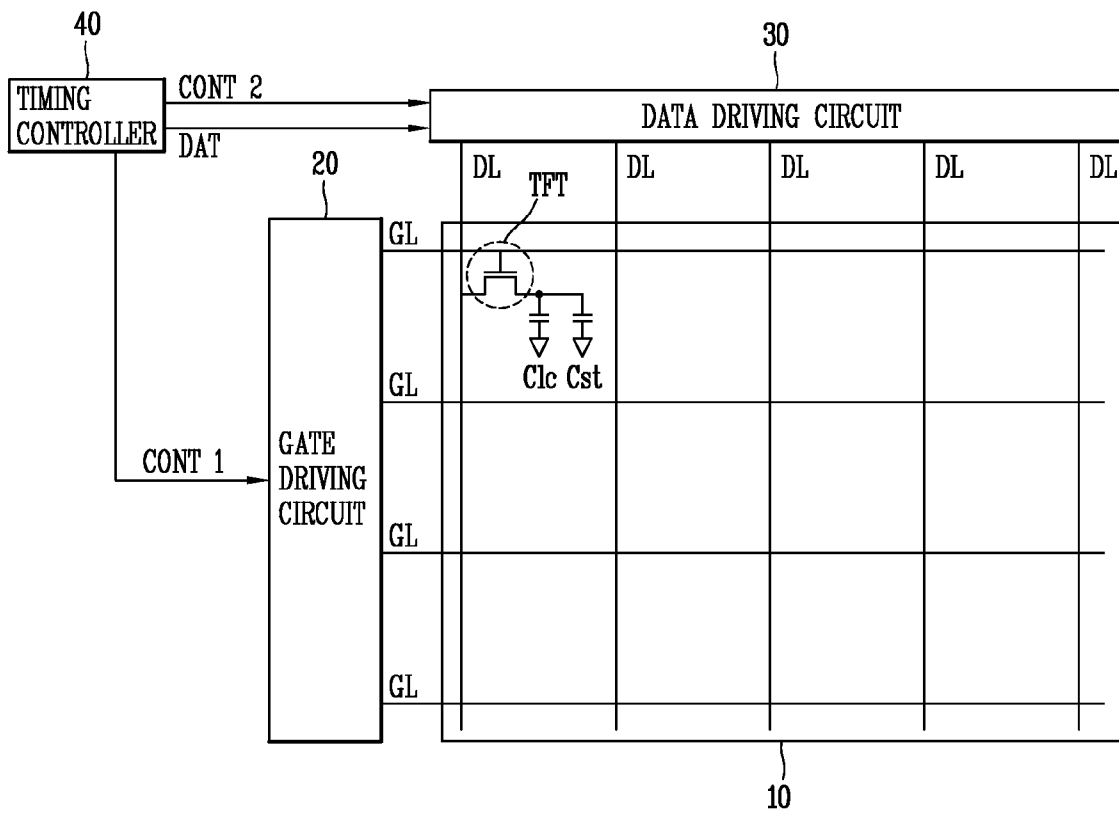 40
30
TIMING
CONTROLLER
CONT 2
DAT
DATA DRIVING CIRCUIT
20
DL
DL
DL
DL
DL
TFT
GL
Clc Cst
GL
CONT 1
GATE
DRIVING
CIRCUIT
GL
GL
10